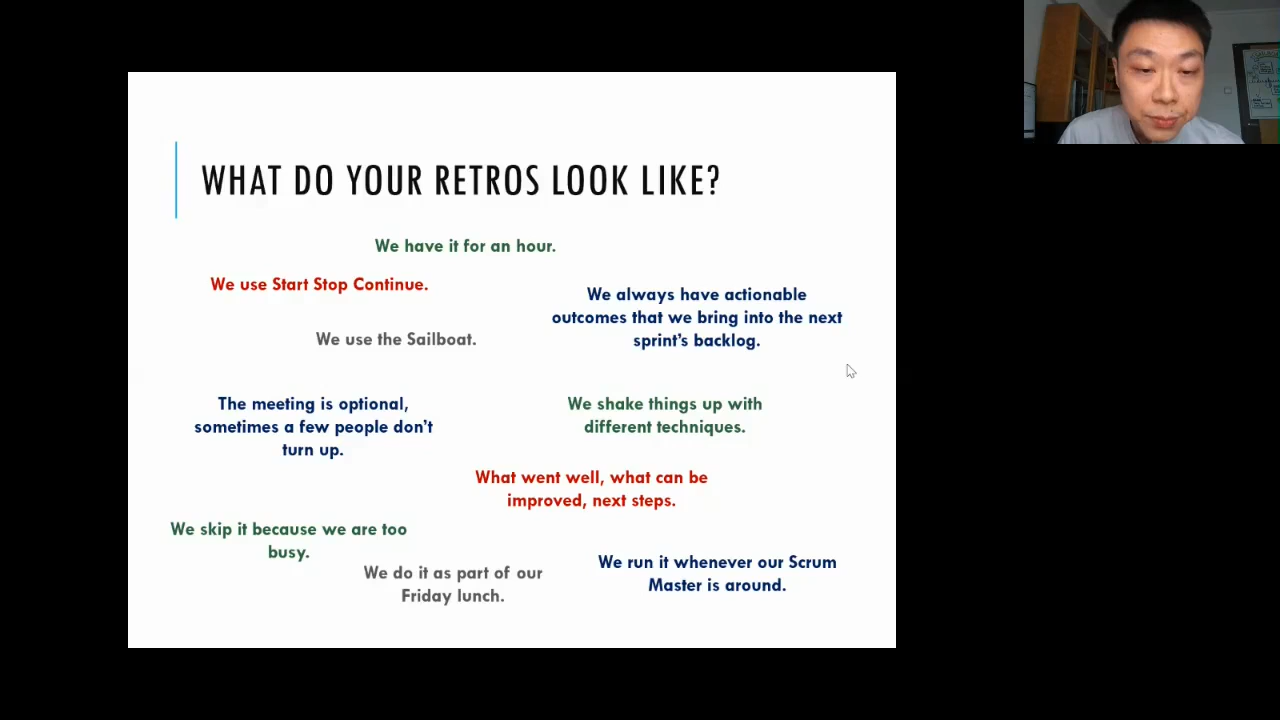 WHAT DO YOUR RETROS LOOK LIKE?
We have it for an hour.
We use Start Stop Continue.
We always have actionable
outcomes that we bring into the next
sprint's backlog.
We use the Sailboat.
The meeting is optional,
sometimes a few people don't
turn up.
We shake things up with
different techniques.
What went well, what can be
improved, next steps.
We skip it because we are too
busy.
We do it as part of our
Friday lunch.
We run it whenever our Scrum
Master is around.